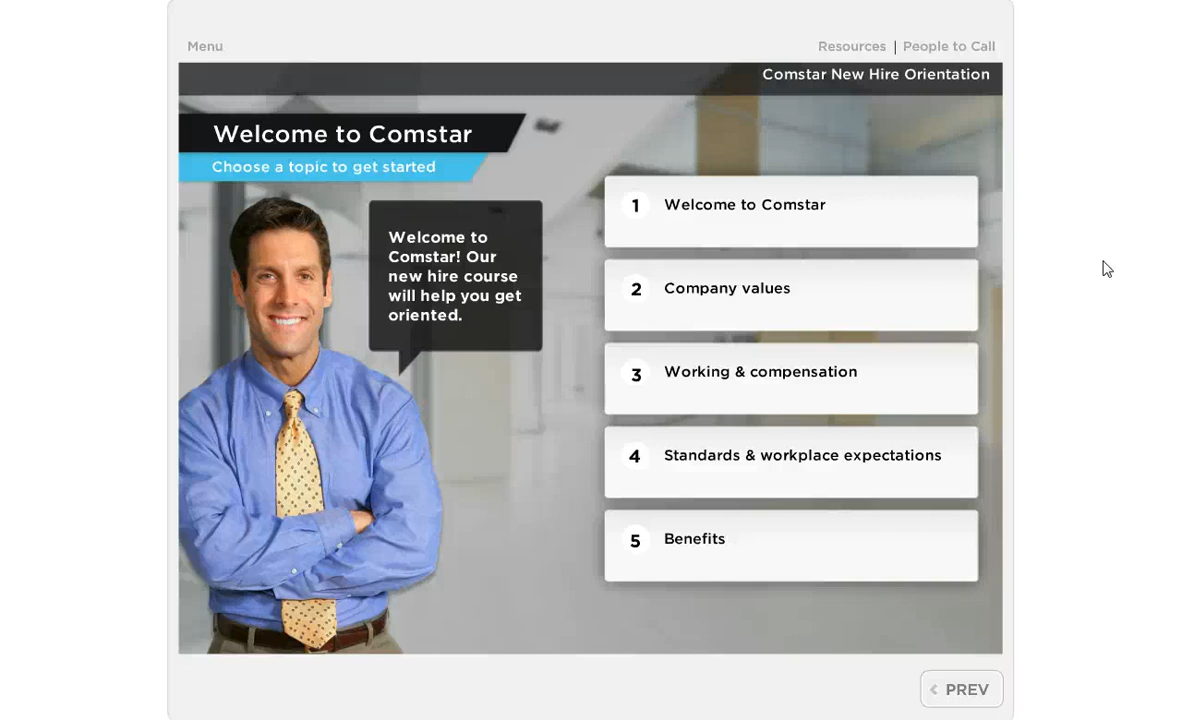 Menu
Resources | People to Call
Comstar New Hire Orientation
Welcome to Comstar
Choose a topic to get started
Welcome to
Comstar! Our
new hire course
will help you get
oriented.
1 Welcome to Comstar
2 Company values
3 Working & compensation
4 Standards & workplace expectations
5 Benefits
PREV